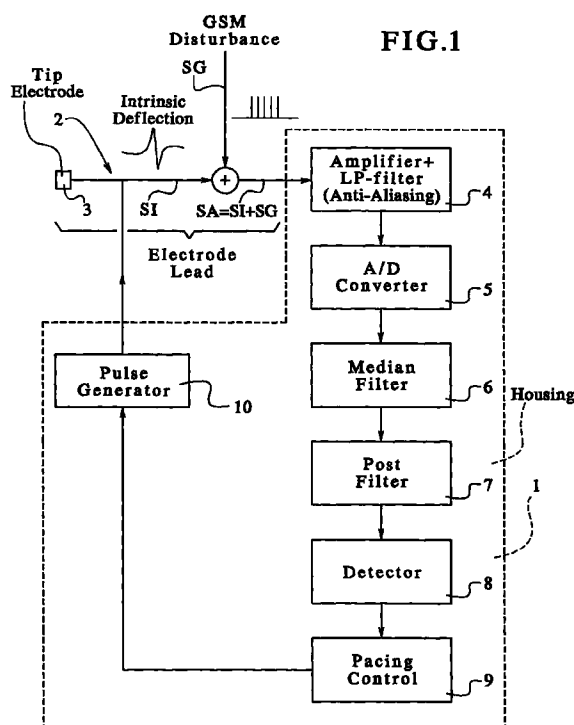 GSM
Disturbance
FIG.1
SG
Tip
Electrode
Intrinsic
Deflection
2
3
SI
+
SA=SI+SG
Electrode
Lead
Amplifier+
LP-filter
(Anti-Aliasing)
4
A/D
Converter
5
Median
Filter
6
Pulse
Generator
10
Housing
Post
Filter
7
1
Detector
8
Pacing
Control
9